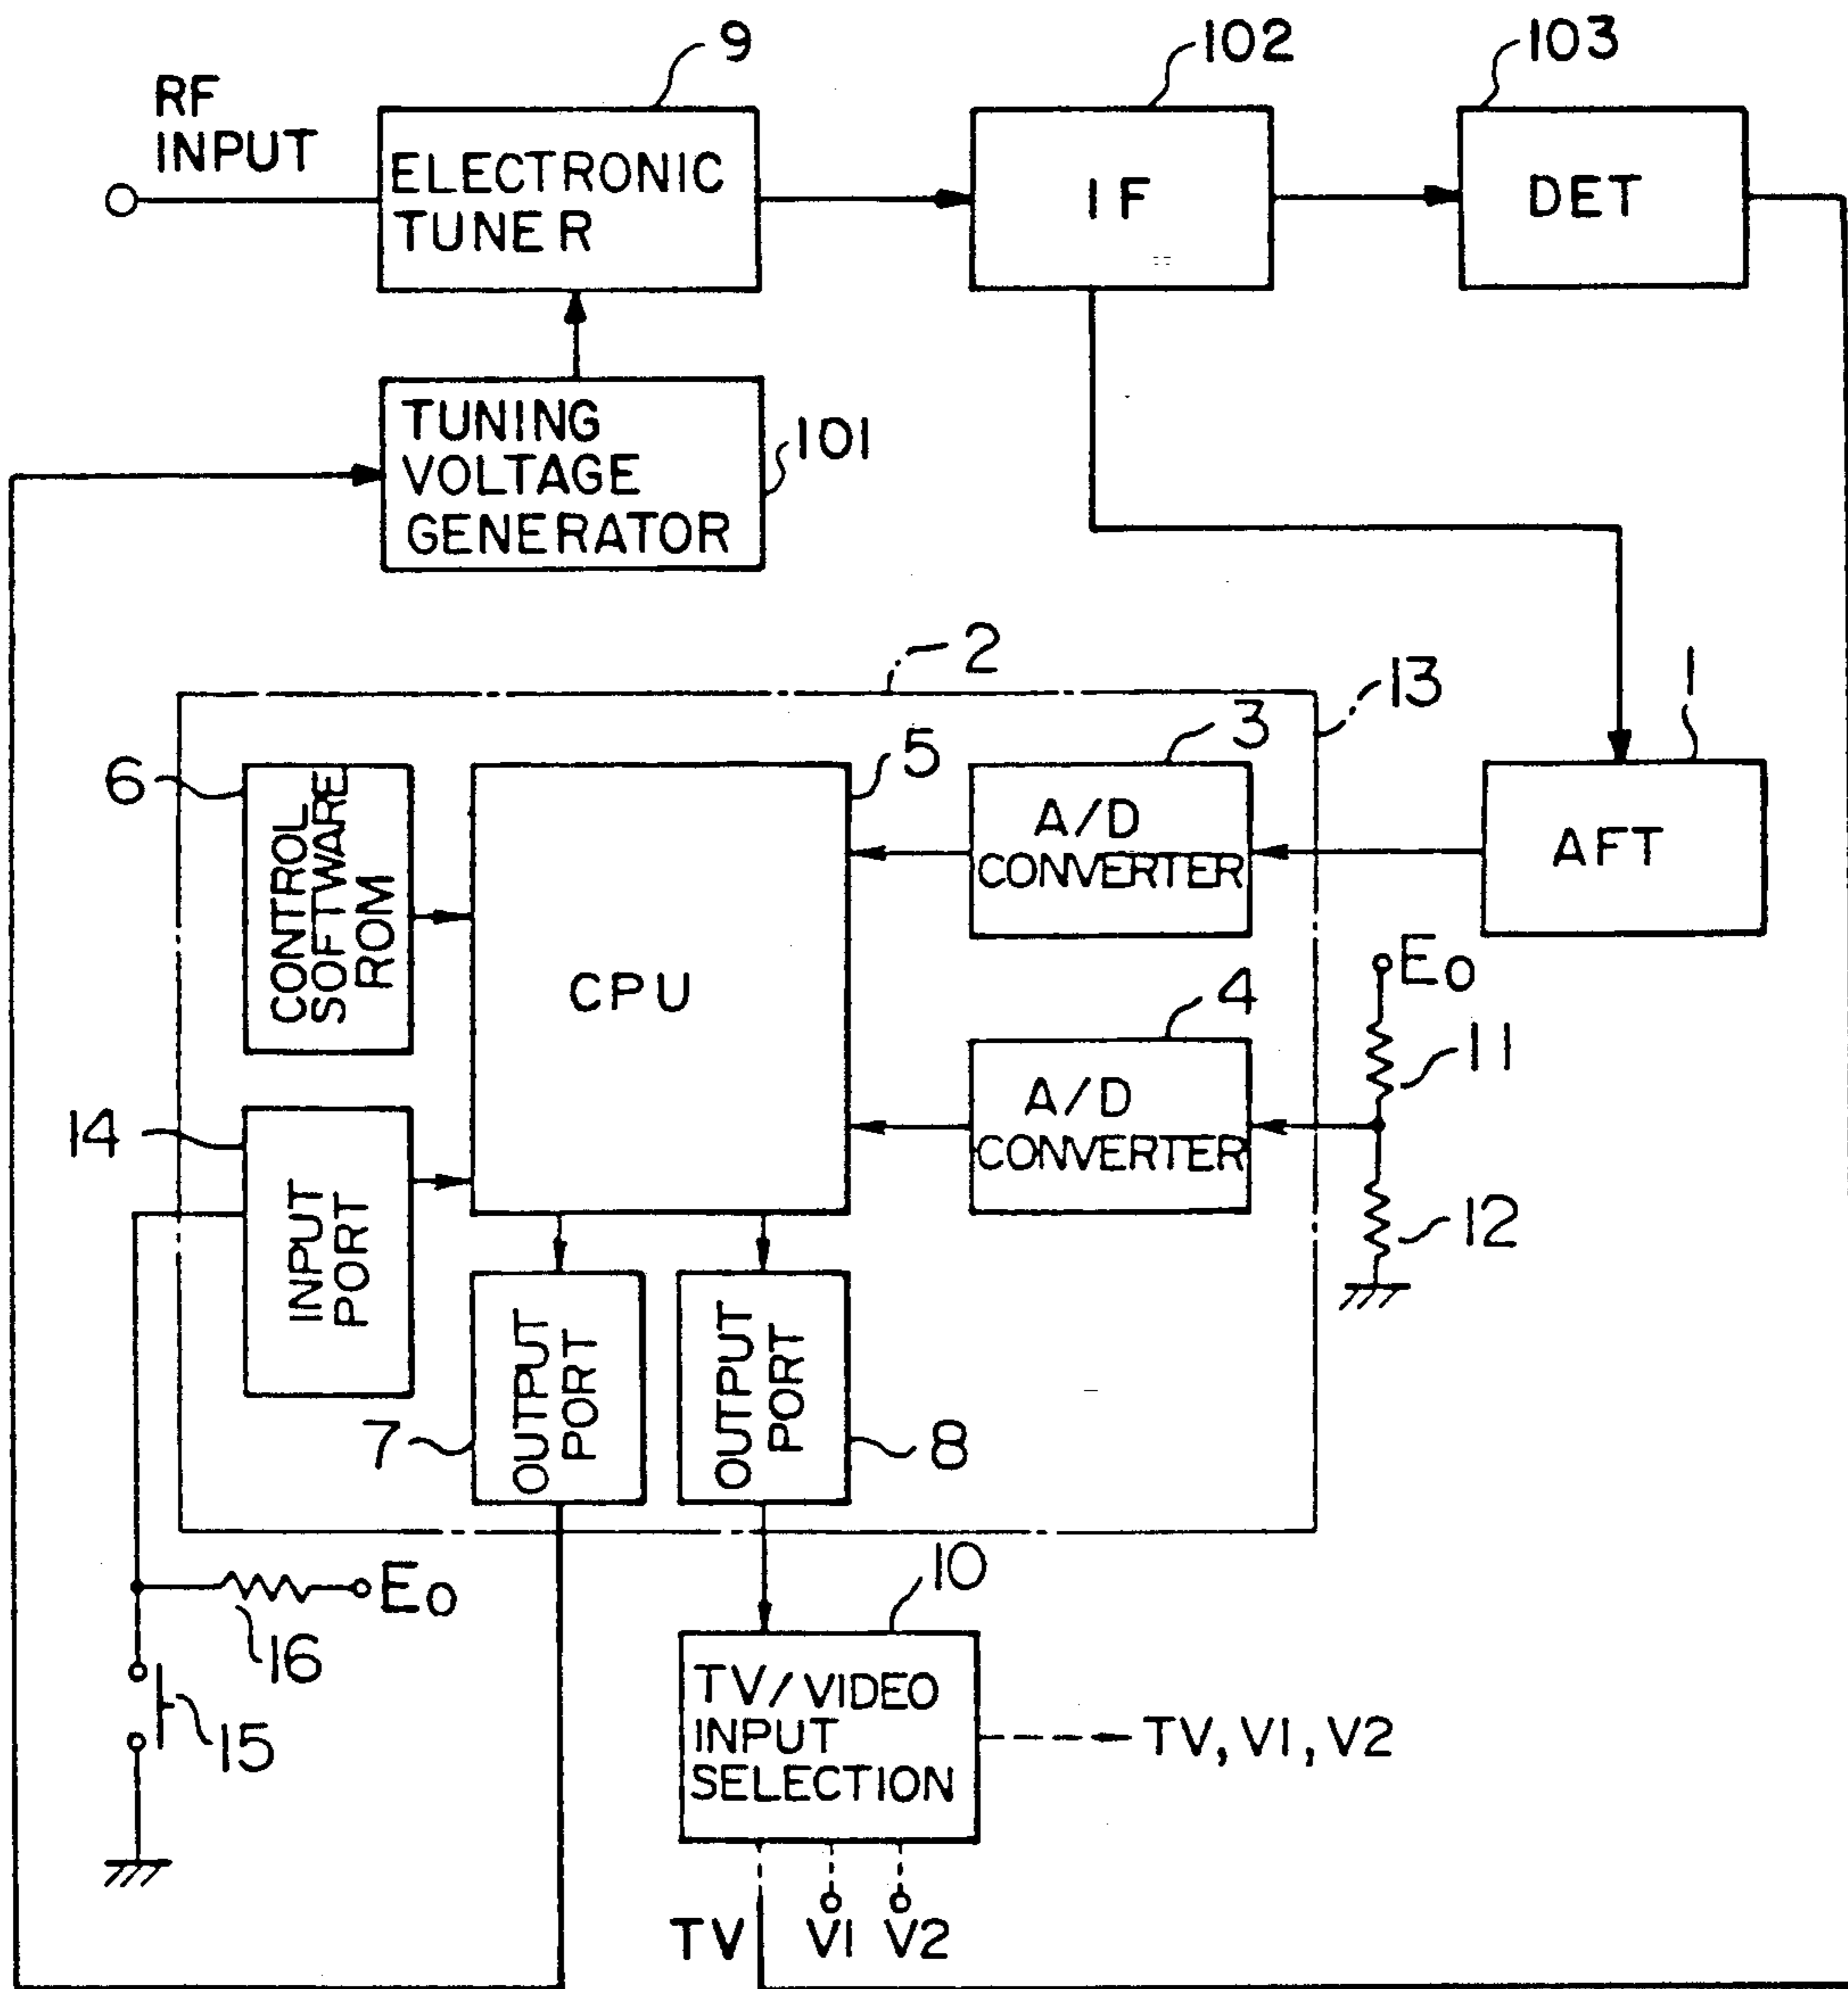 9
102
103
RF
INPUT
ELECTRONIC
TUNER
IF
DET
TUNING
VOLTAGE
GENERATOR
101
2
13
1
6
5
3
CONTROL
SOFTWARE
ROM
CPU
A/D
CONVERTER
AFT
Eo
4
11
A/D
CONVERTER
14
INPUT
PORT
12
7
OUTPUT
PORT
OUTPUT
PORT
8
Eo
16
10
15
TV/VIDEO
INPUT
SELECTION
TV, V1, V2
TV
V1
V2